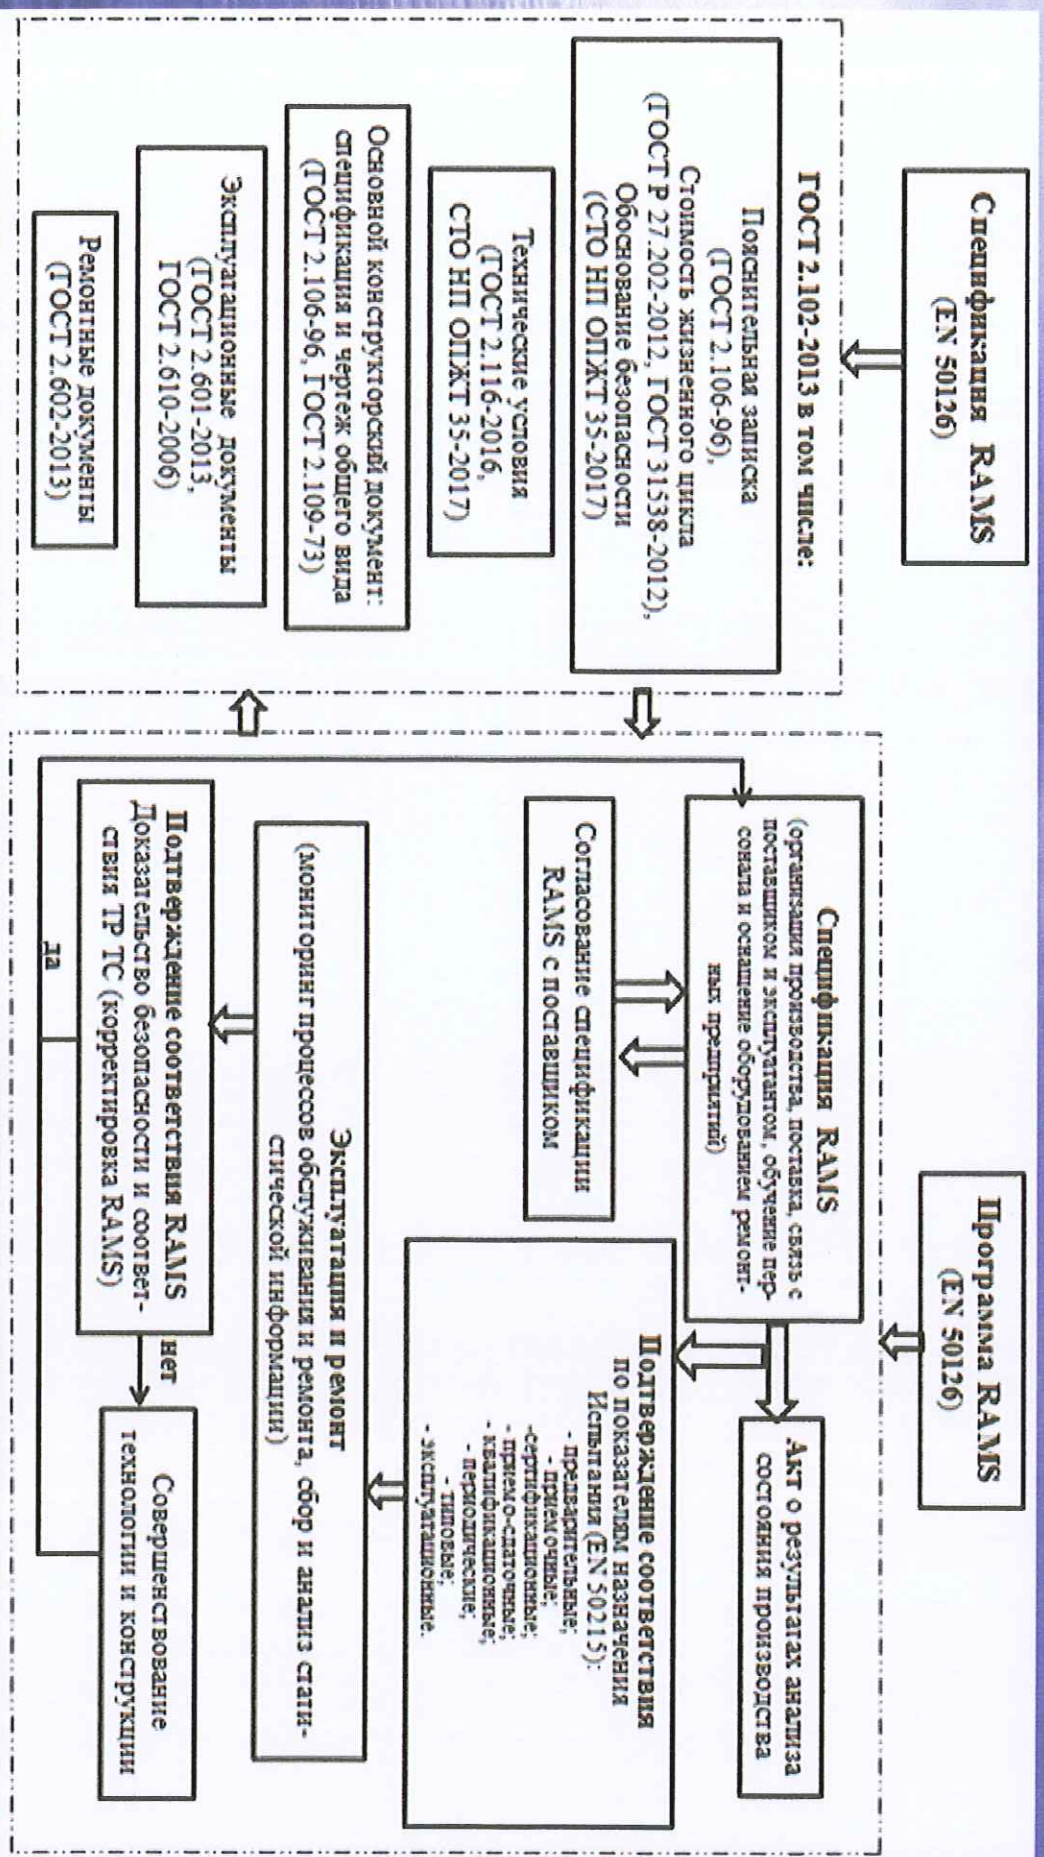 Спецификация RAMS
(EN 50126)
ГОСТ 2.102-2013 в том числе:
Пояснительная записка
(ГОСТ 2.106-96),
Стоимость жизненного цикла
(ГОСТ Р 27.202-2012, ГОСТ 31538-2012),
Обоснование безопасности
(СТО НП ОПЖТ 35-2017)
Технические условия
(ГОСТ 2.116-2016,
СТО НП ОПЖТ 35-2017)
Основной конструкторский документ:
спецификация и чертеж общего вида
(ГОСТ 2.106-96, ГОСТ 2.109-73)
Эксплуатационные документы
(ГОСТ 2.601-2013,
ГОСТ 2.610-2006)
Ремонтные документы
(ГОСТ 2.602-2013)
Программа RAMS
(EN 50126)
Спецификация RAMS
(организация производства, поставка, связь с
поставщиком и эксплуатантом, обучение пер-
сонала и оснащение оборудованием ремонт-
ных предприятий)
Акт о результатах анализа
состояния производства
Согласование спецификации
RAMS с поставщиком
Подтверждение соответствия
по показателям назначения
Испытания (EN 50215):
- предварительные;
- приемочные;
-сертификационные;
- приемо-сдаточные;
- квалификационные;
- периодические;
- типовые;
- эксплуатационные.
Эксплуатация и ремонт
(мониторинг процессов обслуживания и ремонта, сбор и анализ стати-
стической информации)
Подтверждение соответствия RAMS
Доказательство безопасности и соответ-
ствия ТР ТС (корректировка RAMS)
нет
да
Совершенствование
технологии и конструкции